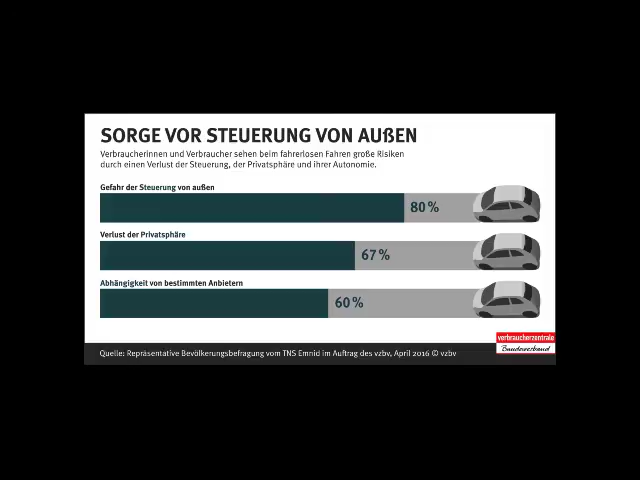 SORGE VOR STEUERUNG VON AUẞEN
Verbraucherinnen und Verbraucher sehen beim fahrerlosen Fahren große Risiken
durch einen Verlust der Steuerung, der Privatsphäre und ihrer Autonomie.
Gefahr der Steuerung von außen
80 %
Verlust der Privatsphäre
67 %
Abhängigkeit von bestimmten Anbietern
60 %
verbraucherzentrale
Bundesverband
Quelle: Repräsentative Bevölkerungsbefragung vom TNS Emnid im Auftrag des vzbv, April 2016 © vzbv